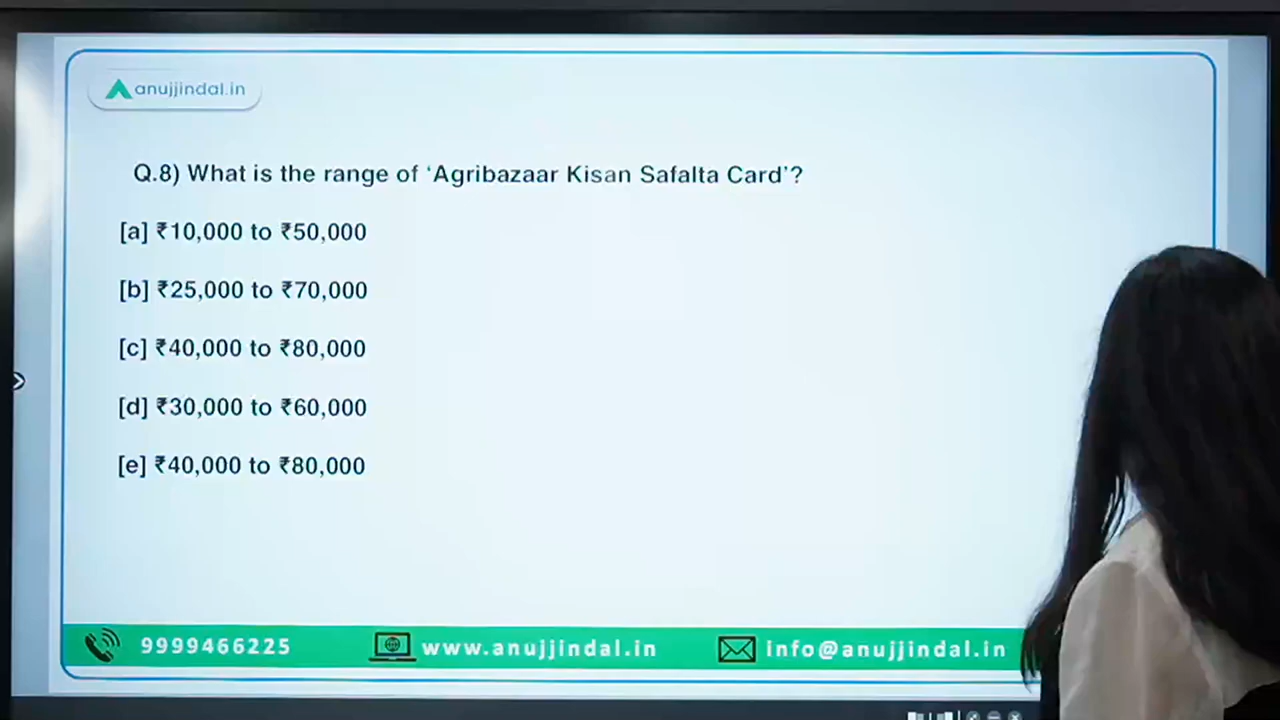 anujjindal.in
Q.8) What is the range of ‘Agribazaar Kisan Safalta Card’?
[a] ₹10,000 to ₹50,000
[b] ₹25,000 to ₹70,000
[c] ₹40,000 to ₹80,000
[d] ₹30,000 to ₹60,000
[e] ₹40,000 to ₹80,000
9999466225 www.anujjindal.in info@anujjindal.in